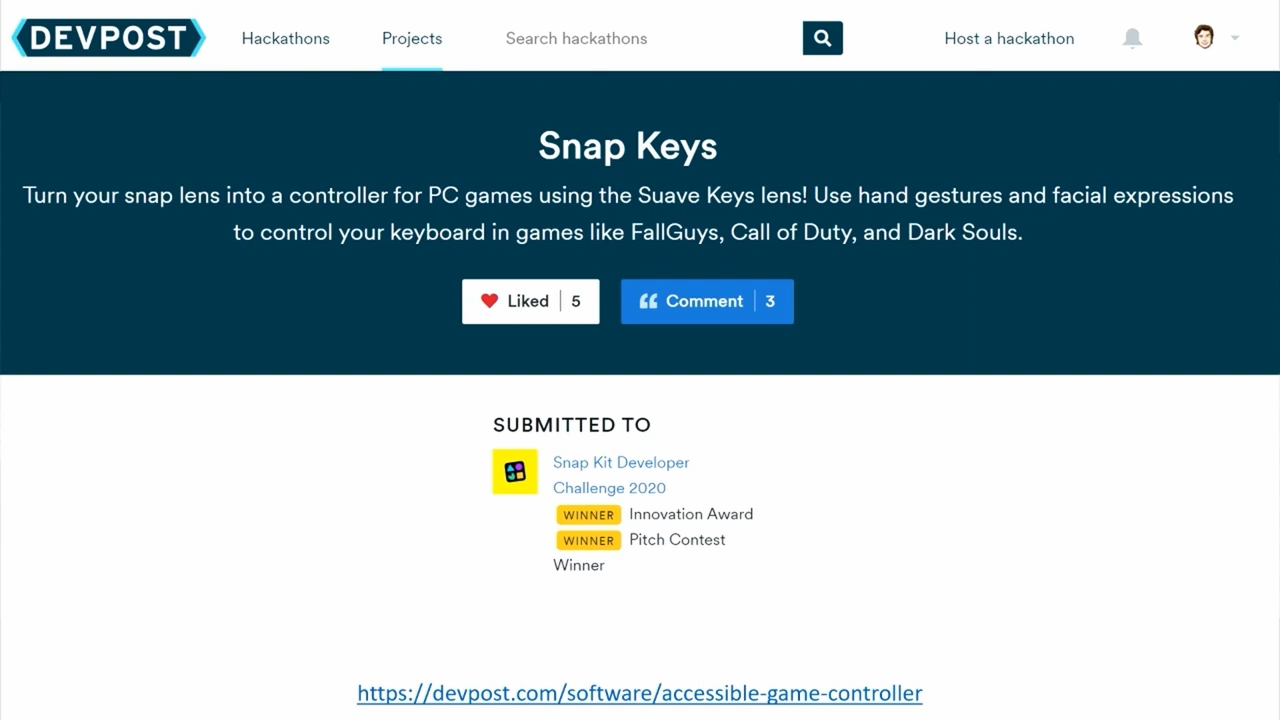 DEVPOST Hackathons Projects Search hackathons Host a hackathon
Snap Keys
Turn your snap lens into a controller for PC games using the Suave Keys lens! Use hand gestures and facial expressions
to control your keyboard in games like FallGuys, Call of Duty, and Dark Souls.
Liked 5 Comment 3
SUBMITTED TO
Snap Kit Developer
Challenge 2020
WINNER Innovation Award
WINNER Pitch Contest
Winner
https://devpost.com/software/accessible-game-controller